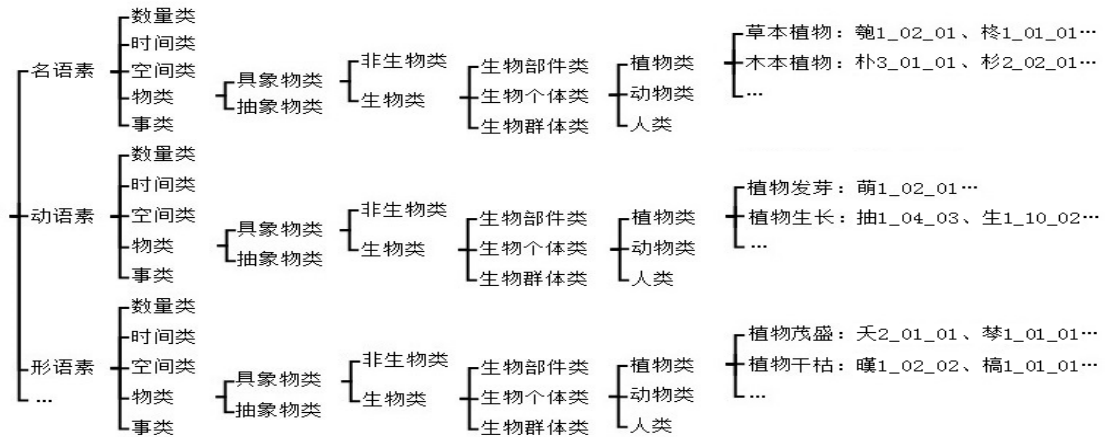 数量类
时间类
名语素 空间类
物类
事类
具象物类
抽象物类
非生物类
生物类
生物部件类
生物个体类
生物群体类
植物类
动物类
人类
草本植物：匏1_02_01、柊1_01_01…
木本植物：朴3_01_01、杉2_02_01…
…
数量类
时间类
动语素 空间类
物类
事类
具象物类
抽象物类
非生物类
生物类
生物部件类
生物个体类
生物群体类
植物类
动物类
人类
植物发芽：萌1_02_01…
植物生长：抽1_04_03、生1_10_02…
…
数量类
时间类
形语素 空间类
… 物类
事类
具象物类
抽象物类
非生物类
生物类
生物部件类
生物个体类
生物群体类
植物类
动物类
人类
植物茂盛：夭2_01_01、棽1_01_01…
植物干枯：暵1_02_02、槁1_01_01…
…